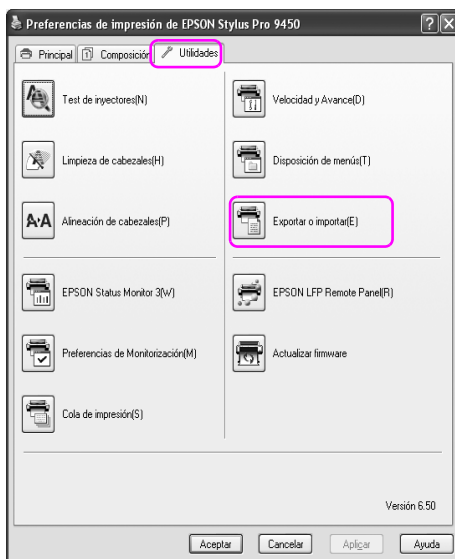 Preferencias de impresión de EPSON Stylus Pro 9450
Principal Composición Utilidades
Test de inyectores(N)
Velocidad y Avance(D)
Limpieza de cabezales(H)
Disposición de menús(T)
Alineación de cabezales(P)
Exportar o importar(E)
EPSON Status Monitor 3(W)
EPSON LFP Remote Panel(R)
Preferencias de Monitorización(M)
Actualizar firmware
Cola de impresión(S)
Versión 6.50
Aceptar Cancelar Aplicar Ayuda